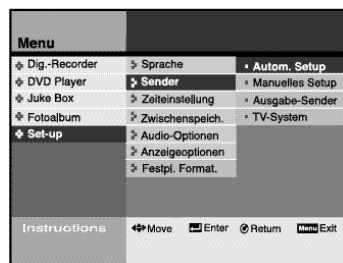 Menu
Dig.-Recorder
DVD Player
Juke Box
Fotoalbum
Set-up
Sprache
Sender
Zeiteinstellung
Zwischenspeich.
Audio-Optionen
Anzeigeoptionen
Festpl. Format.
Autom. Setup
Manuelles Setup
Ausgabe-Sender
TV-System
Instructions Move Enter Return Menu Exit